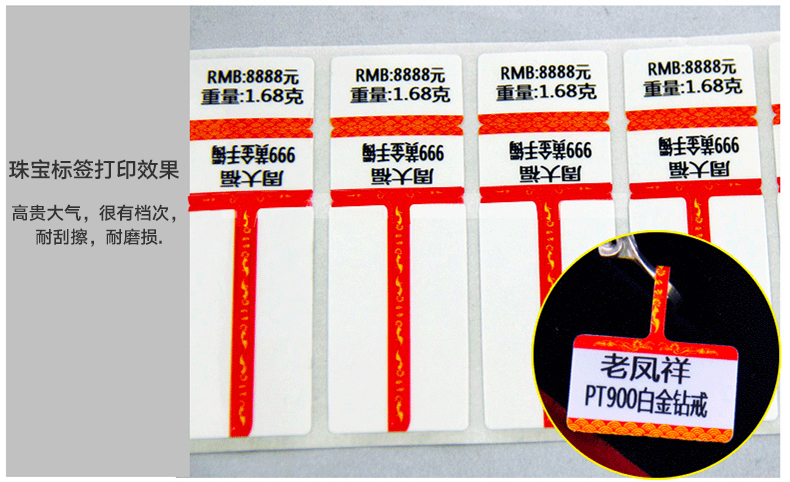 珠宝标签打印效果
高贵大气，很有档次，
耐刮擦，耐磨损.
RMB:8888元
重量:1.68克
周大福
999黄金手镯
RMB:8888元
重量:1.68克
周大福
999黄金手镯
RMB:8888元
重量:1.68克
周大福
999黄金手镯
RMB:8888元
重量:1.68克
周大福
999黄金手镯
老凤祥
PT900白金钻戒